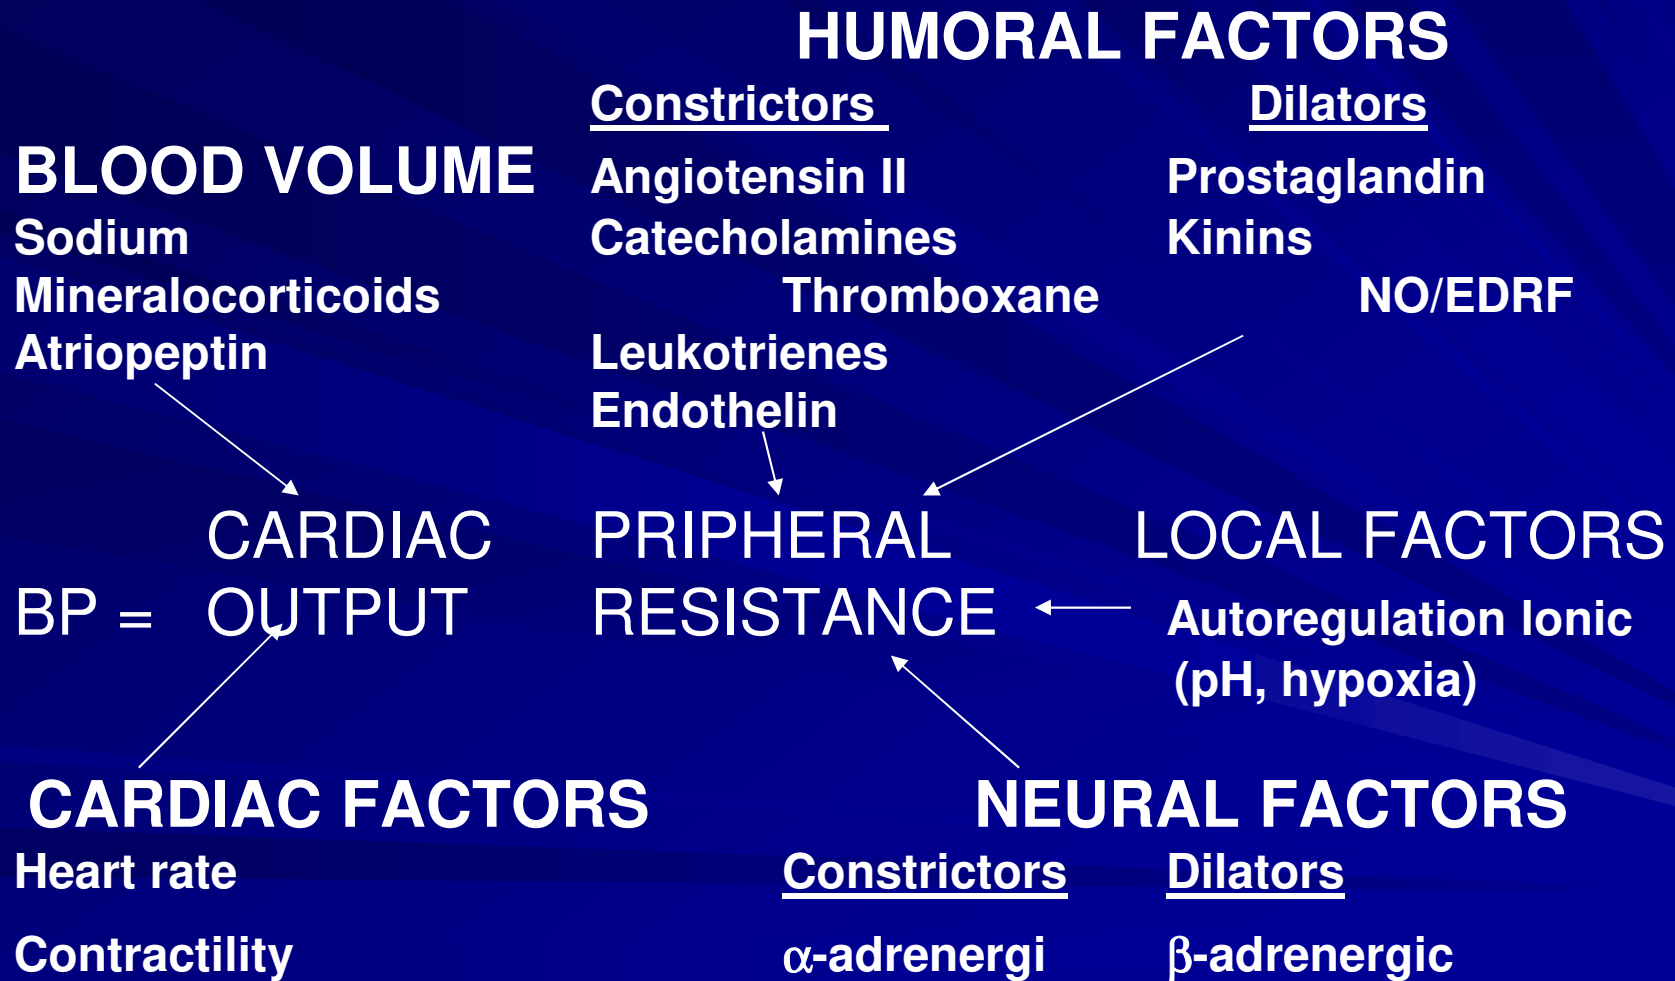 HUMORAL FACTORS
Constrictors Dilators
BLOOD VOLUME Angiotensin II Prostaglandin
Sodium Catecholamines Kinins
Mineralocorticoids Thromboxane NO/EDRF
Atriopeptin Leukotrienes
Endothelin
CARDIAC PRIPHERAL LOCAL FACTORS
BP = OUTPUT RESISTANCE Autoregulation Ionic
(pH, hypoxia)
CARDIAC FACTORS NEURAL FACTORS
Heart rate Constrictors Dilators
Contractility α-adrenergi β-adrenergic